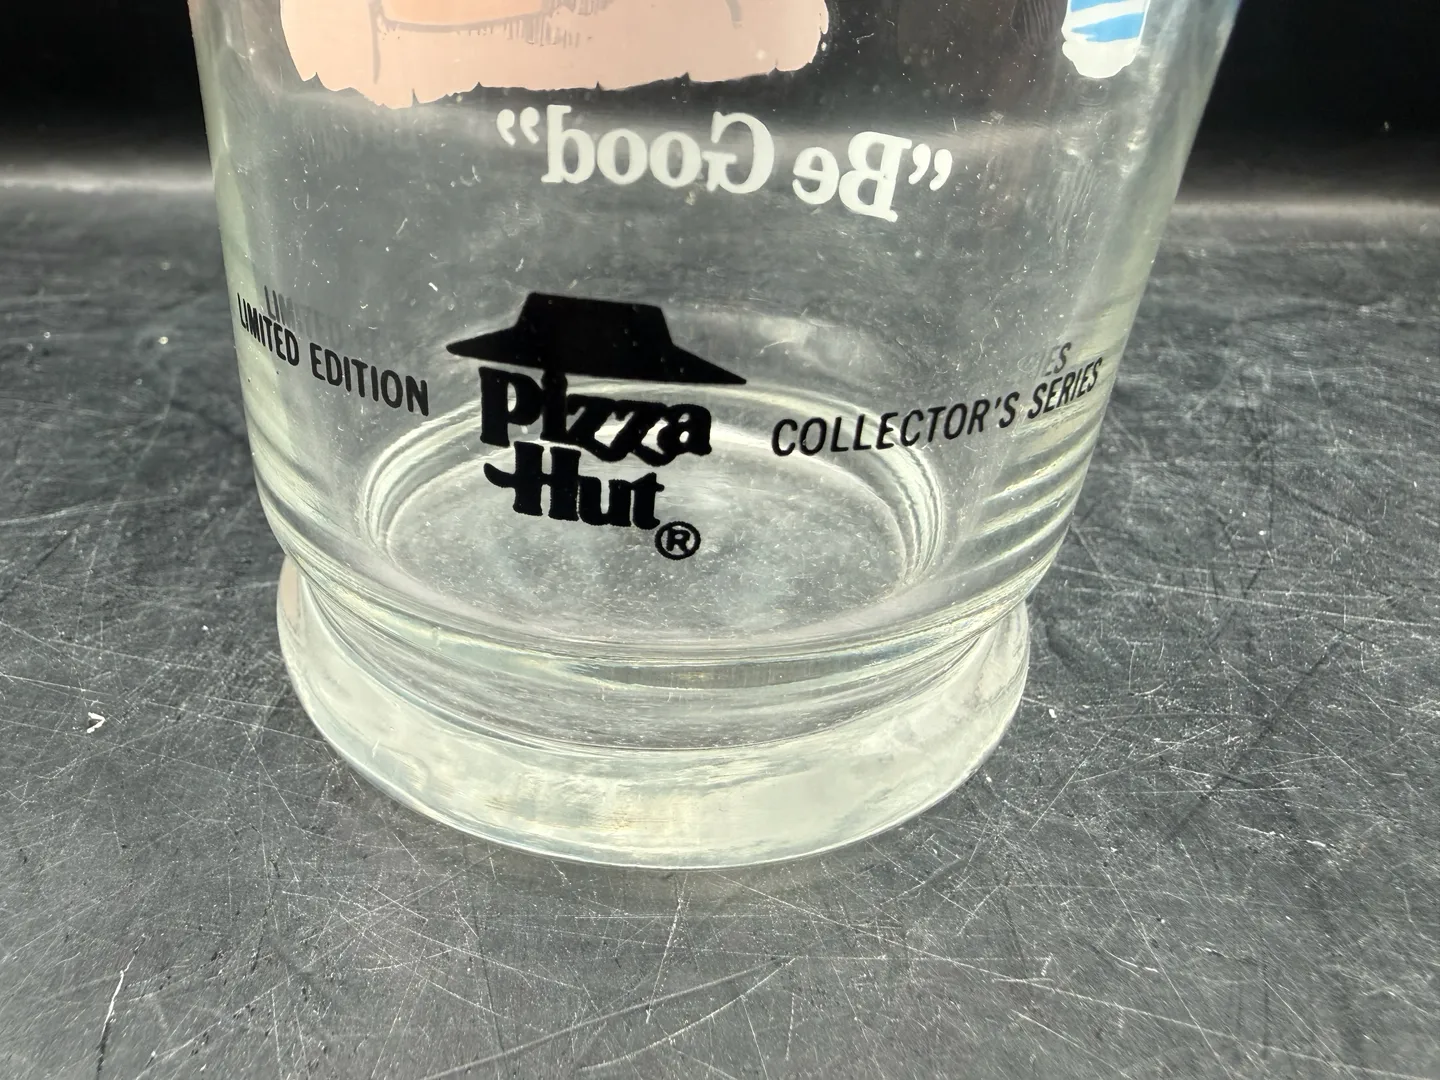 "Be Good"
LIMITED EDITION
Pizza
Hut®
COLLECTOR'S SERIES